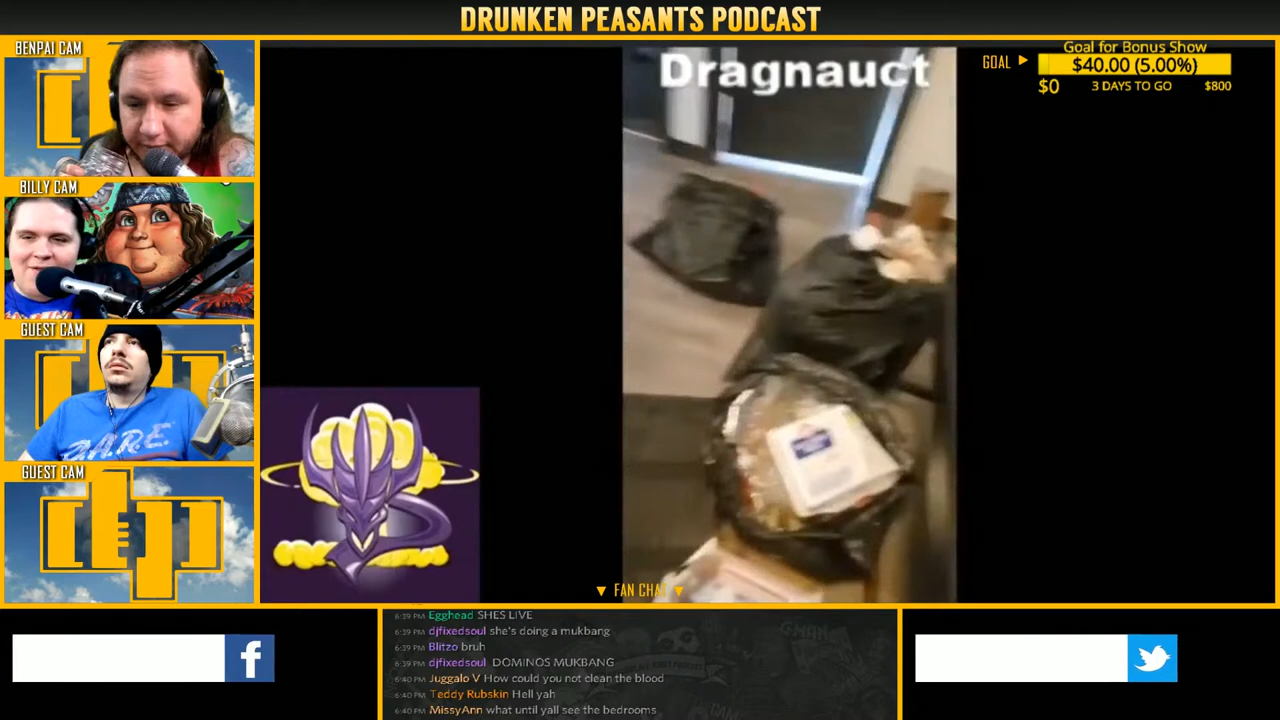 DRUNKEN PEASANTS PODCAST
BENPAI CAM
BILLY CAM
GUEST CAM
D.A.R.E.
GUEST CAM
Dragnauct
Goal for Bonus Show
GOAL ► $40.00 (5.00%)
$0 3 DAYS TO GO $800
▼ FAN CHAT ▼
6:39 PM Egghead SHES LIVE
6:39 PM djfixedsoul she's doing a mukbang
6:39 PM Blitzo bruh
6:39 PM djfixedsoul DOMINOS MUKBANG
6:40 PM Juggalo V How could you not clean the blood
6:40 PM Teddy Rubskin Hell yah
6:40 PM MissyAnn what until yall see the bedrooms